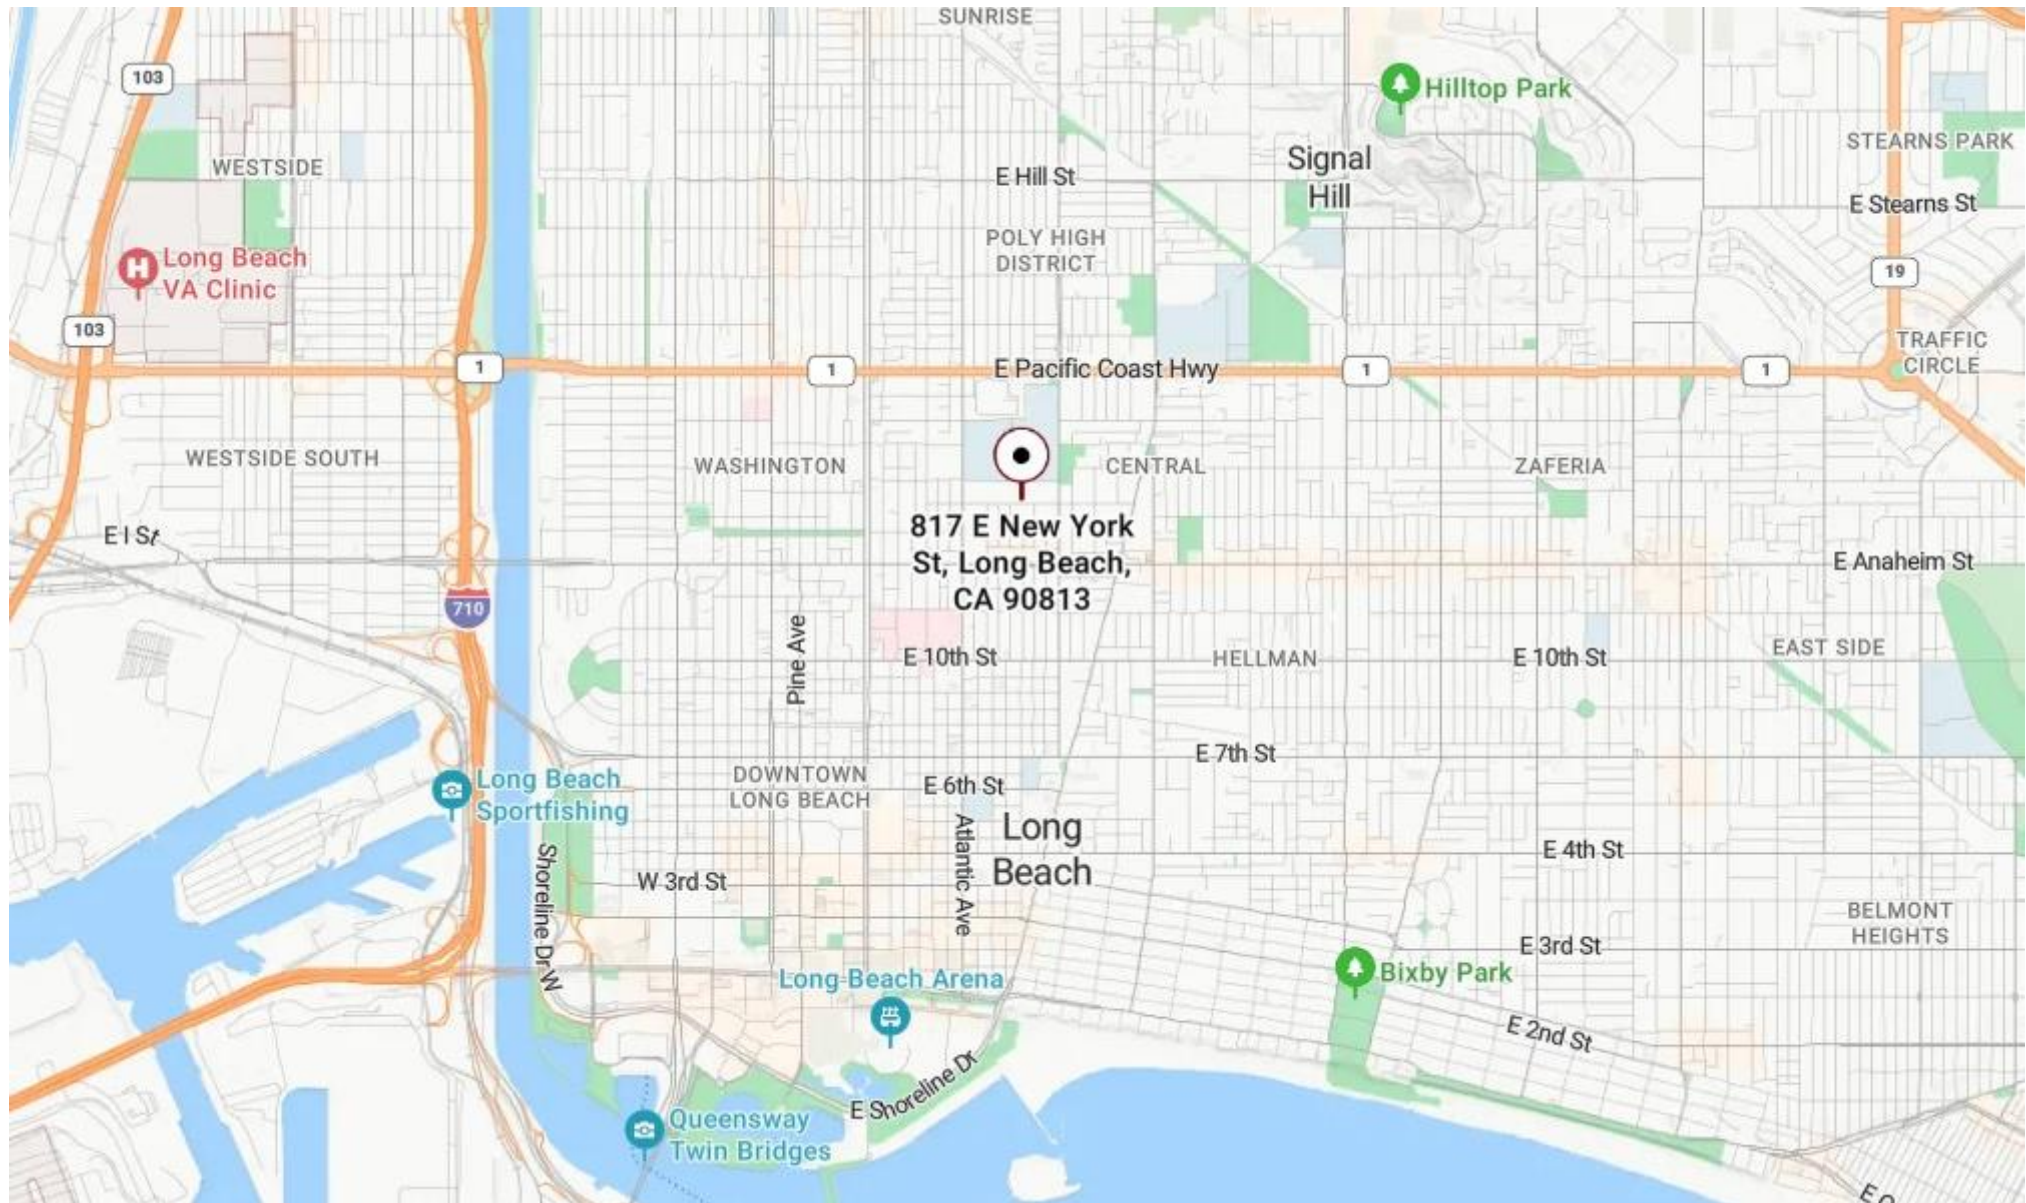 SUNRISE
103
Hilltop Park
STEARNS PARK
WESTSIDE
E Hill St
Signal
Hill
E Stearns St
POLY HIGH
DISTRICT
Long Beach
VA Clinic
19
103
TRAFFIC
CIRCLE
1
1
E Pacific Coast Hwy
1
1
WESTSIDE SOUTH
WASHINGTON
CENTRAL
ZAFERIA
817 E New York
St, Long Beach,
CA 90813
E I St
E Anaheim St
710
Pine Ave
E 10th St
HELLMAN
E 10th St
EAST SIDE
E 7th St
Long Beach
Sportfishing
DOWNTOWN
LONG BEACH
E 6th St
Atlantic Ave
Long
Beach
E 4th St
Shoreline Dr W
W 3rd St
BELMONT
HEIGHTS
E 3rd St
Long Beach Arena
Bixby Park
E 2nd St
E Shoreline Dr
Queensway
Twin Bridges